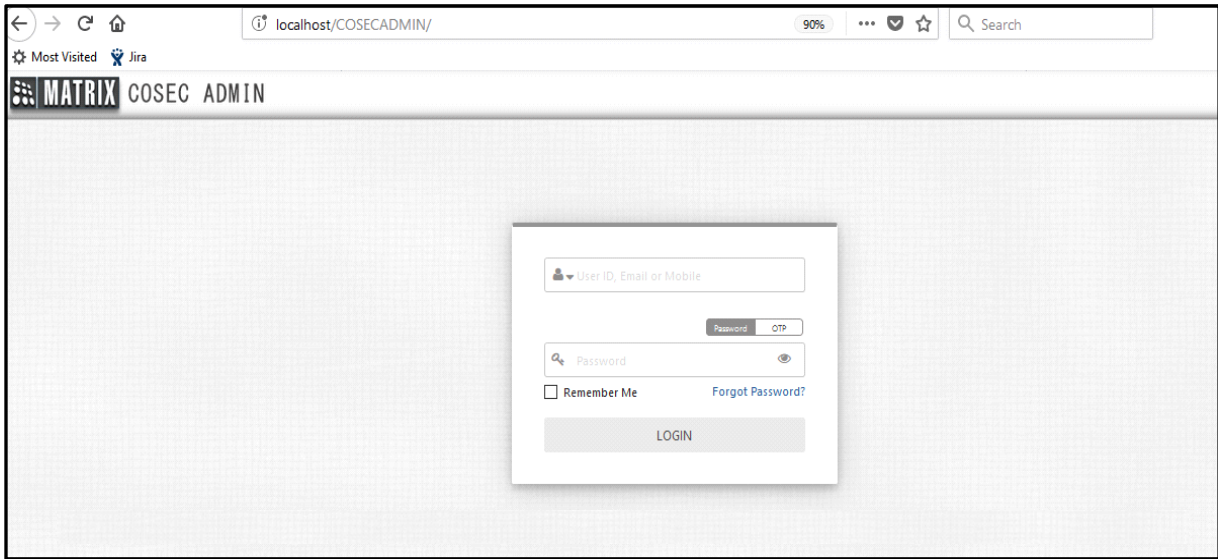 localhost/COSECADMIN/
90%
Search
Most Visited Jira
MATRIX COSEC ADMIN
User ID, Email or Mobile
Password OTP
Password
Remember Me Forgot Password?
LOGIN